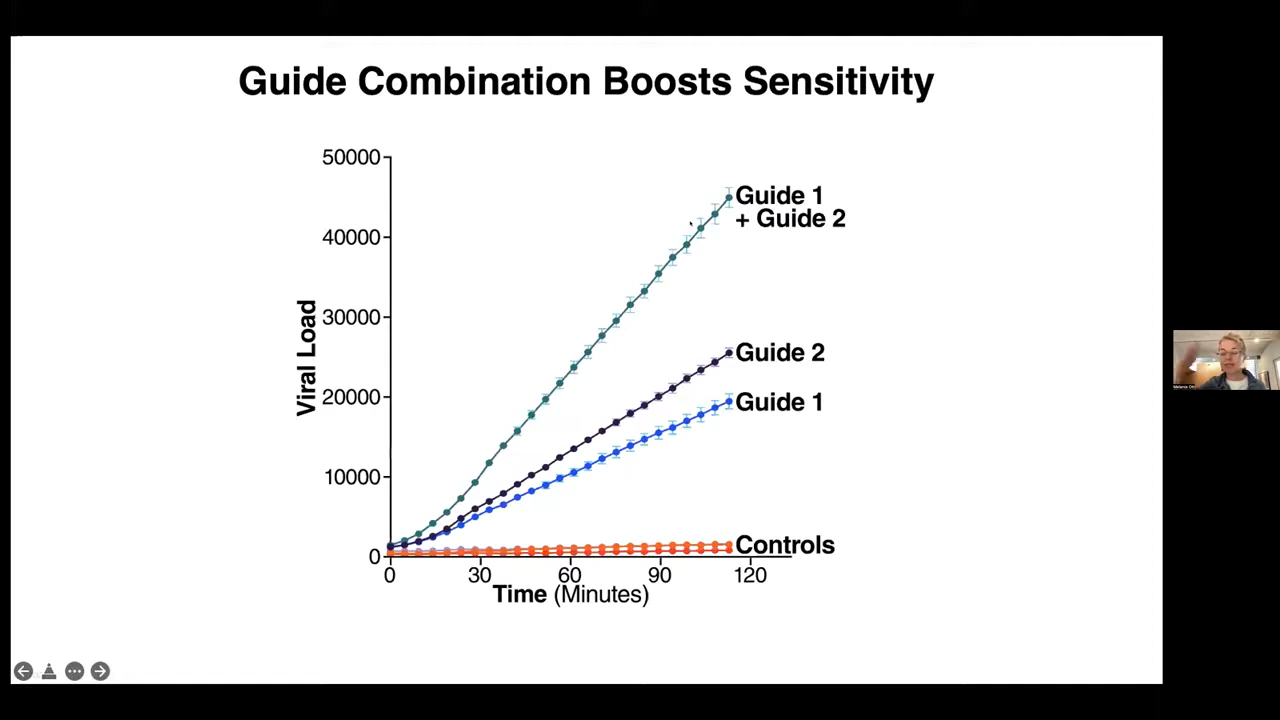 Guide Combination Boosts Sensitivity
50000
40000
30000
20000
10000
0
Viral Load
Guide 1
+ Guide 2
Guide 2
Guide 1
Controls
0 30 60 90 120
Time (Minutes)